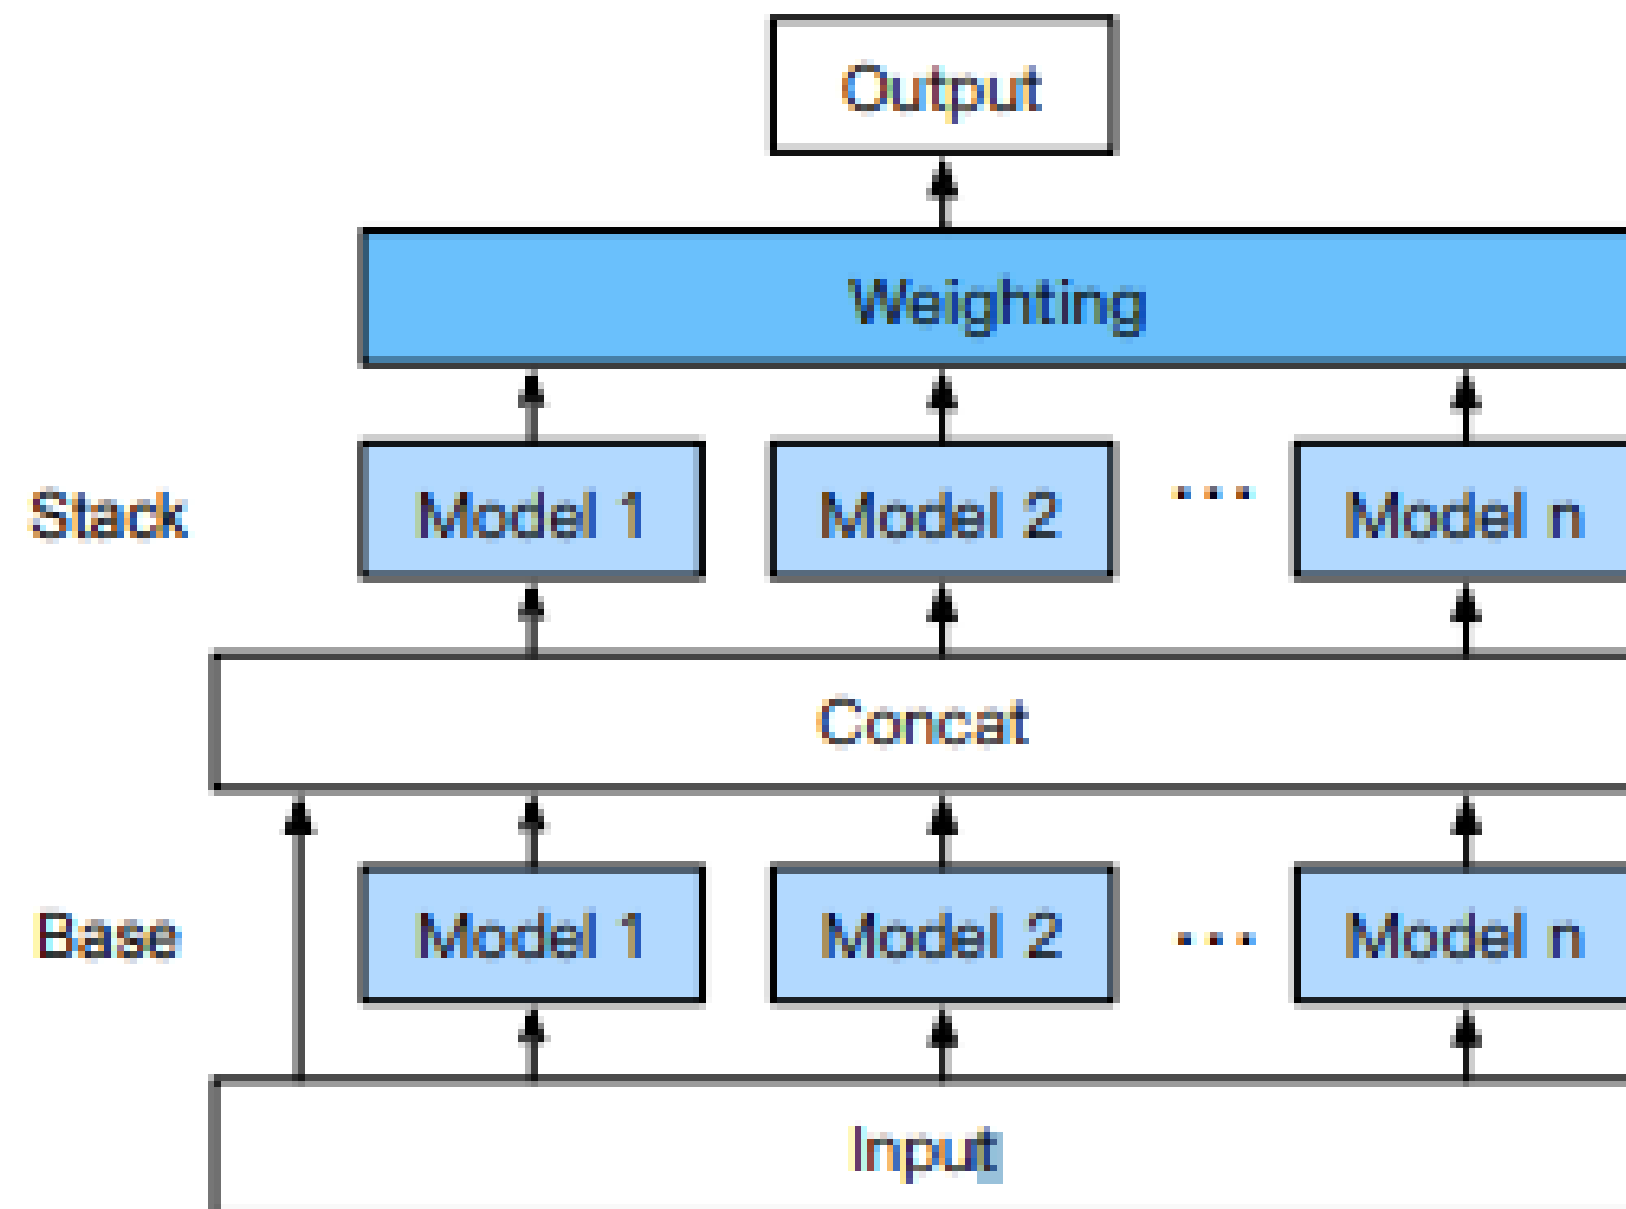 Output
Weighting
Stack
Model 1
Model 2
...
Model n
Concat
Base
Model 1
Model 2
...
Model n
Input